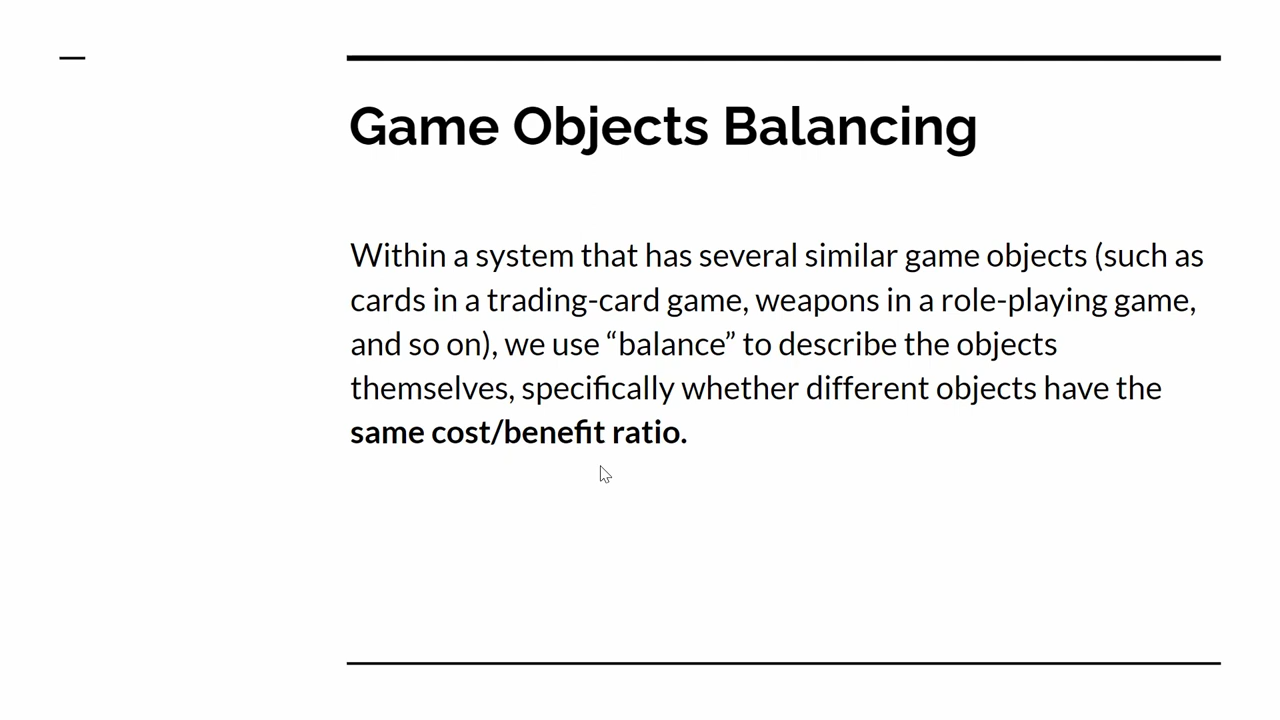 Game Objects Balancing
Within a system that has several similar game objects (such as
cards in a trading-card game, weapons in a role-playing game,
and so on), we use “balance” to describe the objects
themselves, specifically whether different objects have the
same cost/benefit ratio.